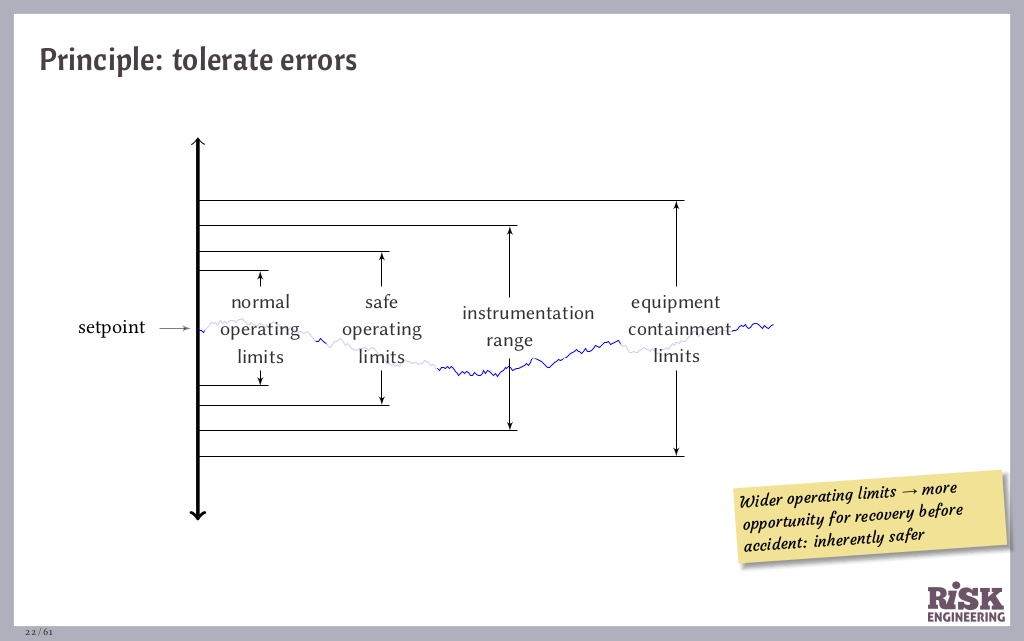 Principle: tolerate errors
setpoint
normal
operating
limits
safe
operating
limits
instrumentation
range
equipment
containment
limits
Wider operating limits → more
opportunity for recovery before
accident: inherently safer
RiSK
ENGINEERING
22 / 61